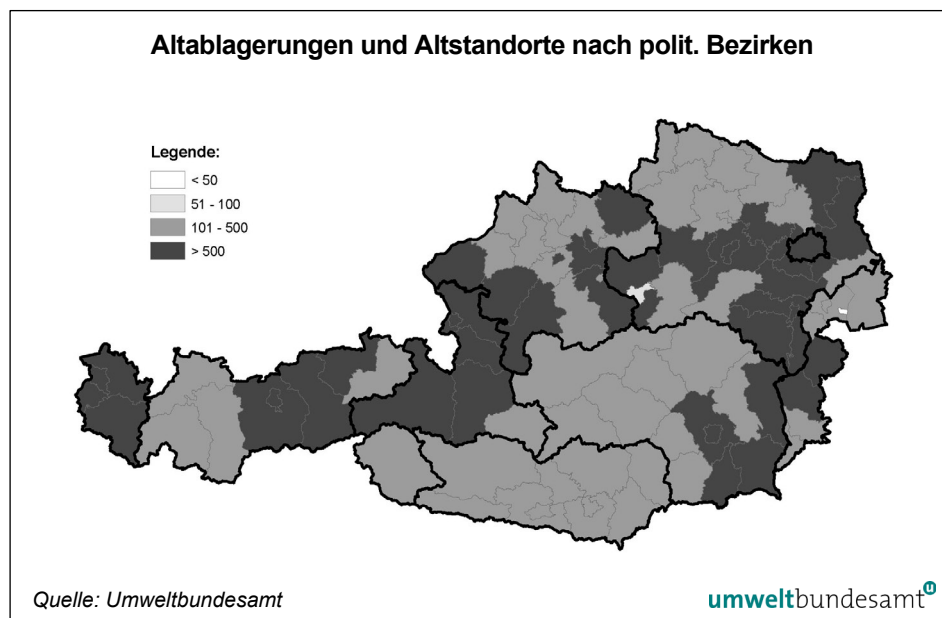 Altablagerungen und Altstandorte nach polit. Bezirken
Legende:
< 50
51 - 100
101 - 500
> 500
Quelle: Umweltbundesamt
umweltbundesamt u